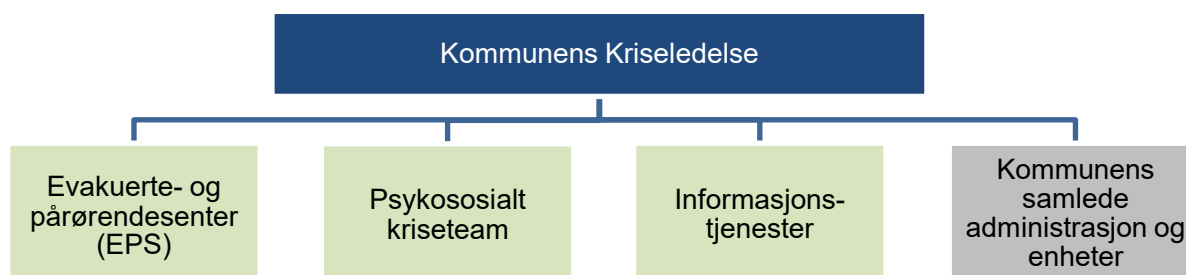 Kommunens Kriseledelse
Evakuerte- og
pårørendesenter
(EPS)
Psykososialt
kriseteam
Informasjons-
tjenester
Kommunens
samlede
administrasjon og
enheter